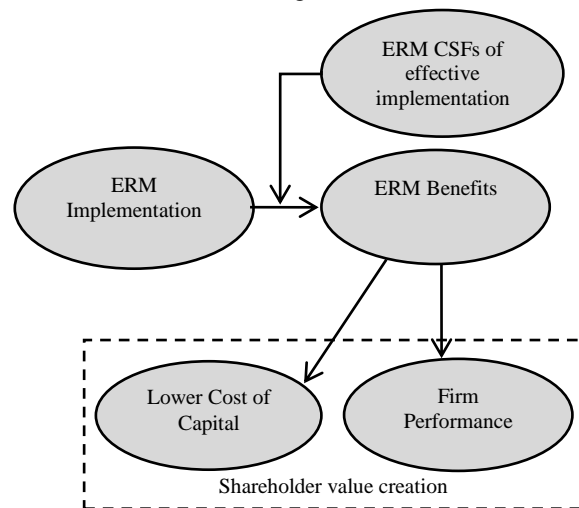 ERM CSFs of
effective
implementation
ERM
Implementation
ERM Benefits
Lower Cost of
Capital
Firm
Performance
Shareholder value creation